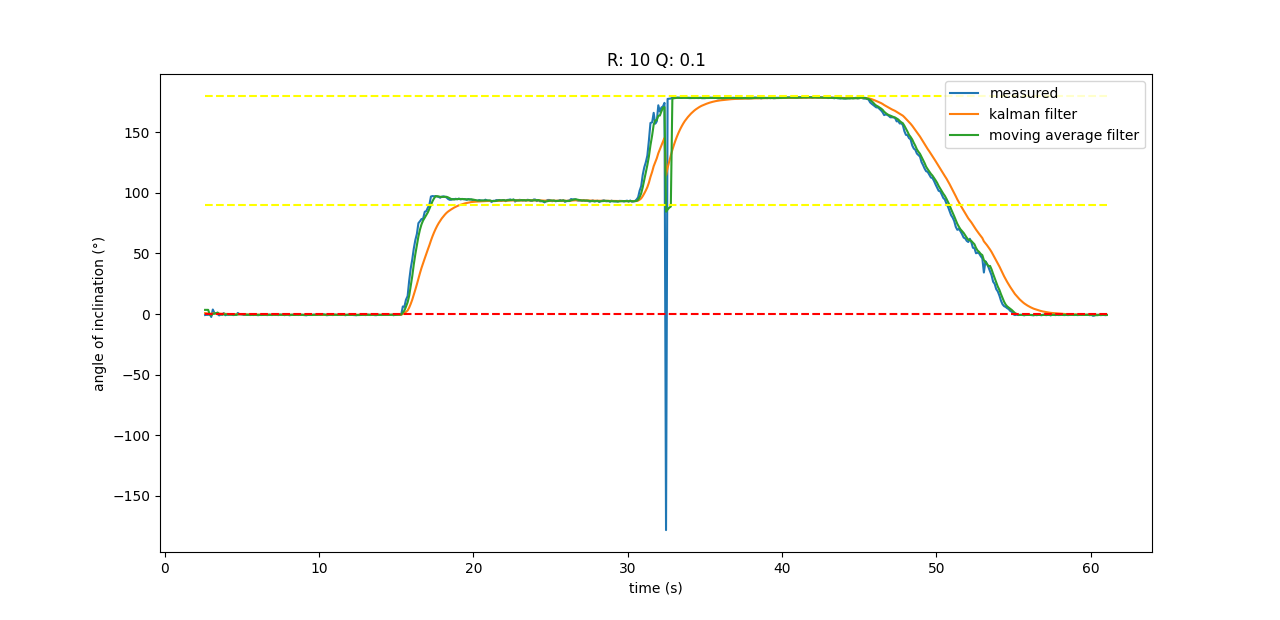 R: 10 Q: 0.1
measured
kalman filter
moving average filter
angle of inclination (°)
150
100
50
0
−50
−100
−150
0 10 20 30 40 50 60
time (s)